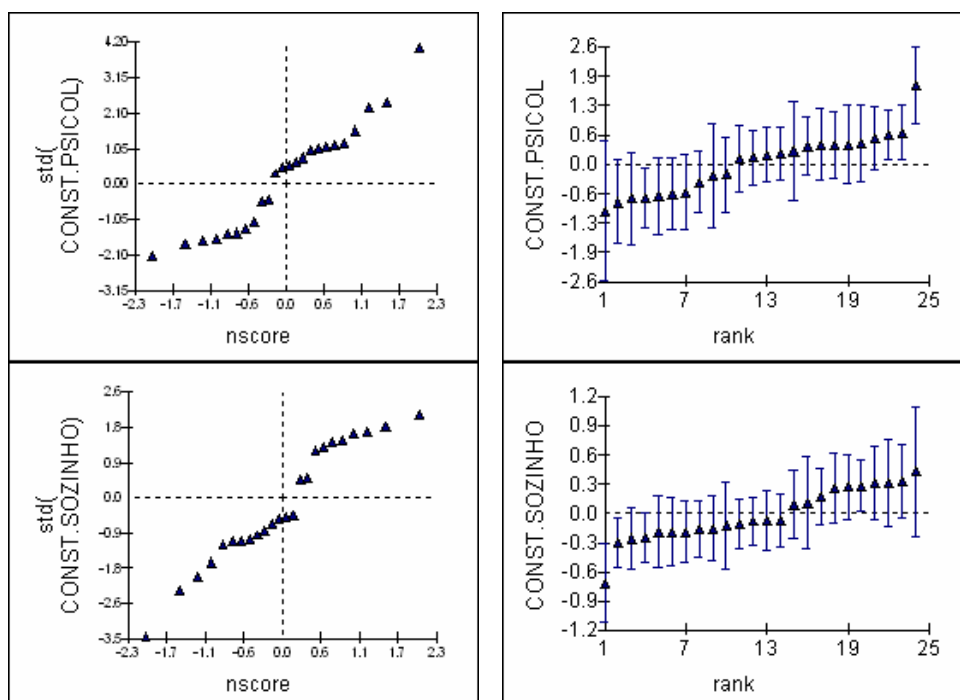 4.20
3.15
2.10
1.05
0.00
-1.05
-2.10
-3.15
std(
CONST.PSICOL)
-2.3 -1.7 -1.1 -0.6 0.0 0.6 1.1 1.7 2.3
nscore
2.6
1.9
1.3
0.6
0.0
-0.6
-1.3
-1.9
-2.6
CONST.PSICOL
1 7 13 19 25
rank
2.6
1.8
0.9
0.0
-0.9
-1.8
-2.6
-3.5
std(
CONST.SOZINHO)
-2.3 -1.7 -1.1 -0.6 0.0 0.6 1.1 1.7 2.3
nscore
1.2
0.9
0.6
0.3
0.0
-0.3
-0.6
-0.9
-1.2
CONST.SOZINHO
1 7 13 19 25
rank